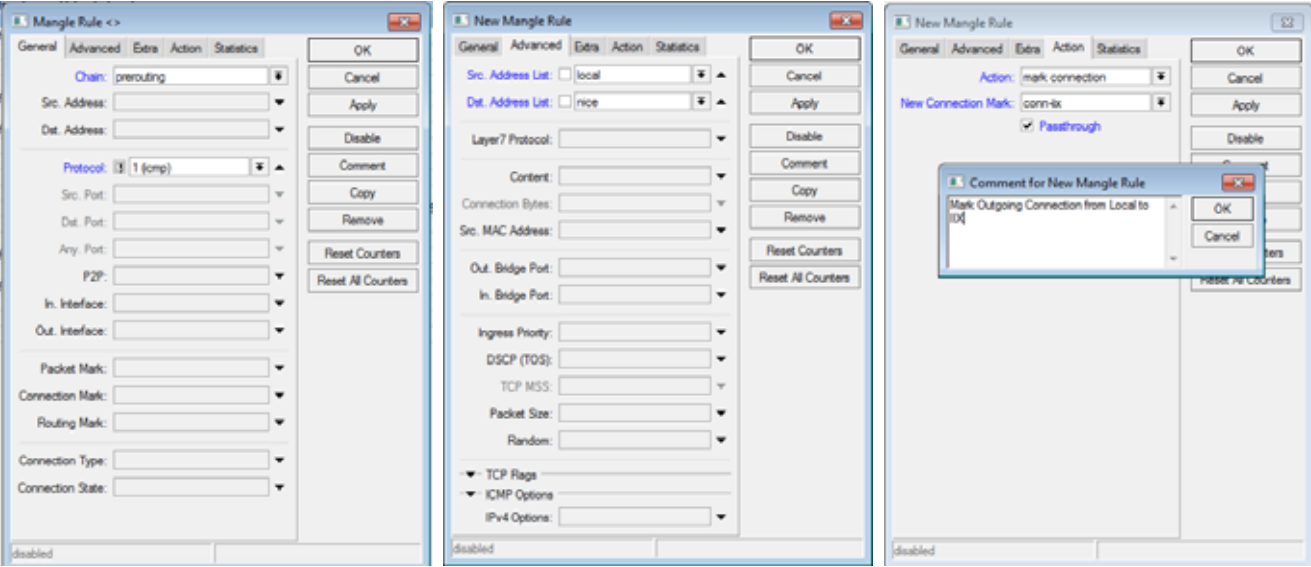 Mangle Rule <>
General Advanced Extra Action Statistics
Chain: prerouting
Src. Address:
Dst. Address:
Protocol: ! 1 (icmp)
Src. Port:
Dst. Port:
Any. Port:
P2P:
In. Interface:
Out. Interface:
Packet Mark:
Connection Mark:
Routing Mark:
Connection Type:
Connection State:
OK
Cancel
Apply
Disable
Comment
Copy
Remove
Reset Counters
Reset All Counters
disabled
New Mangle Rule
General Advanced Extra Action Statistics
Src. Address List: local
Dst. Address List: nice
Layer7 Protocol:
Content:
Connection Bytes:
Src. MAC Address:
Out. Bridge Port:
In. Bridge Port:
Ingress Priority:
DSCP (TOS):
TCP MSS:
Packet Size:
Random:
TCP Flags
ICMP Options
IPv4 Options:
OK
Cancel
Apply
Disable
Comment
Copy
Remove
Reset Counters
Reset All Counters
disabled
New Mangle Rule
General Advanced Extra Action Statistics
Action: mark connection
New Connection Mark: conn-iix
Passthrough
OK
Cancel
Apply
Disable
Comment for New Mangle Rule
Mark Outgoing Connection from Local to
IIX
OK
Cancel
Reset All Counters
disabled